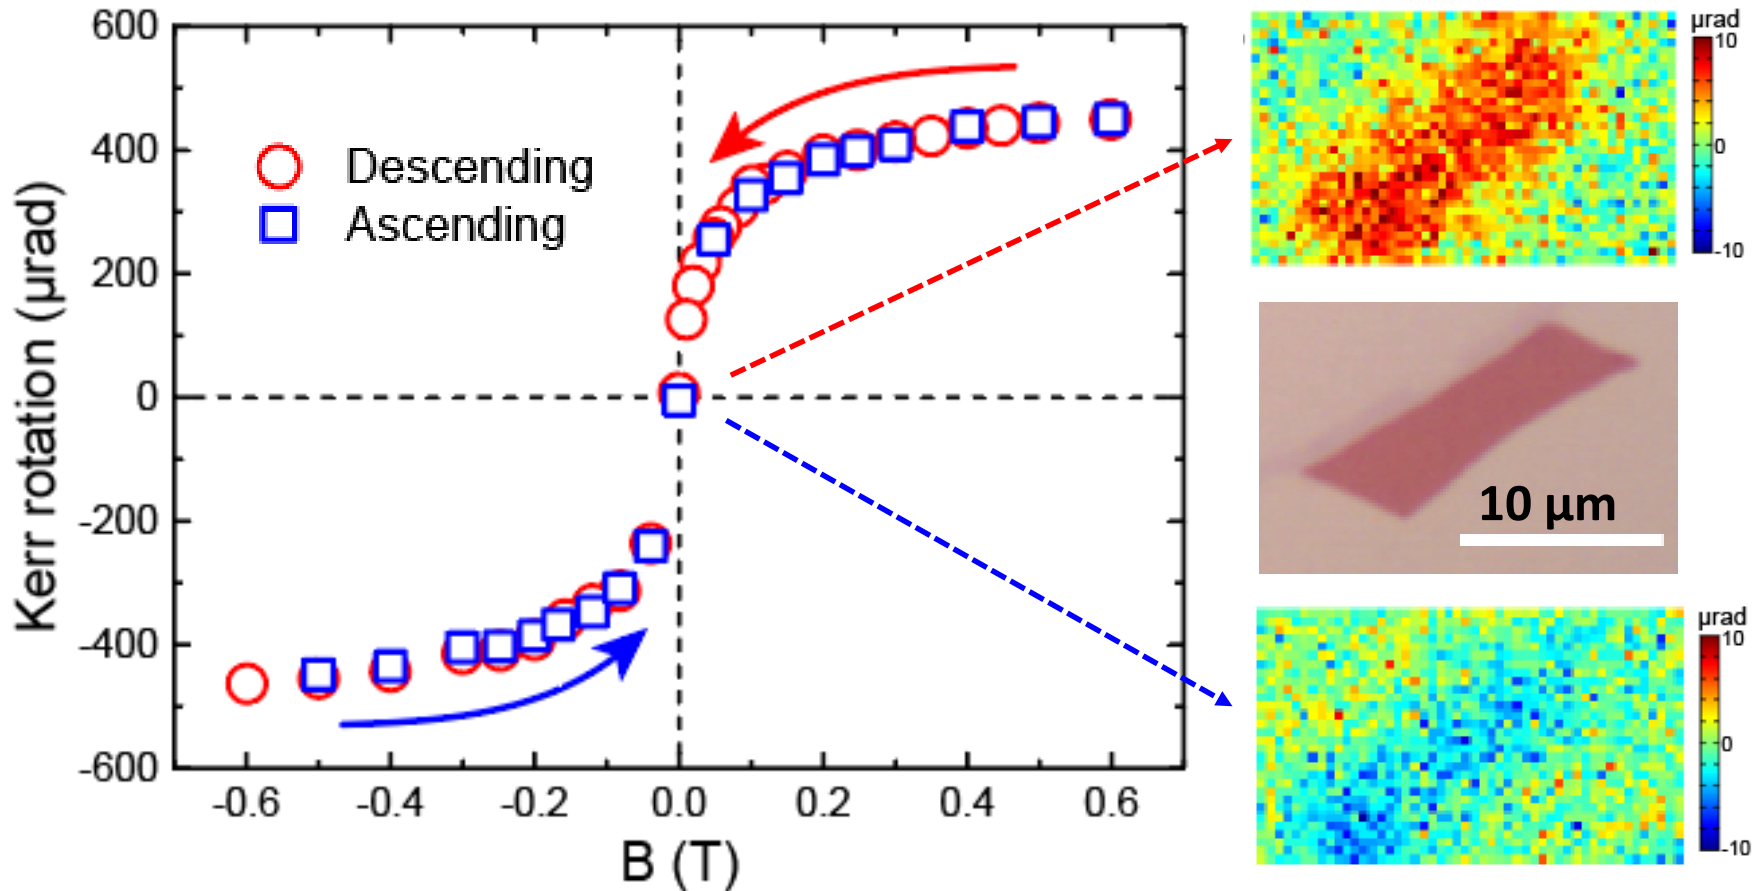 600
400
200
0
-200
-400
-600
Kerr rotation (μrad)
Descending
Ascending
-0.6 -0.4 -0.2 0.0 0.2 0.4 0.6
B (T)
μrad
10
0
-10
10 μm
μrad
10
0
-10